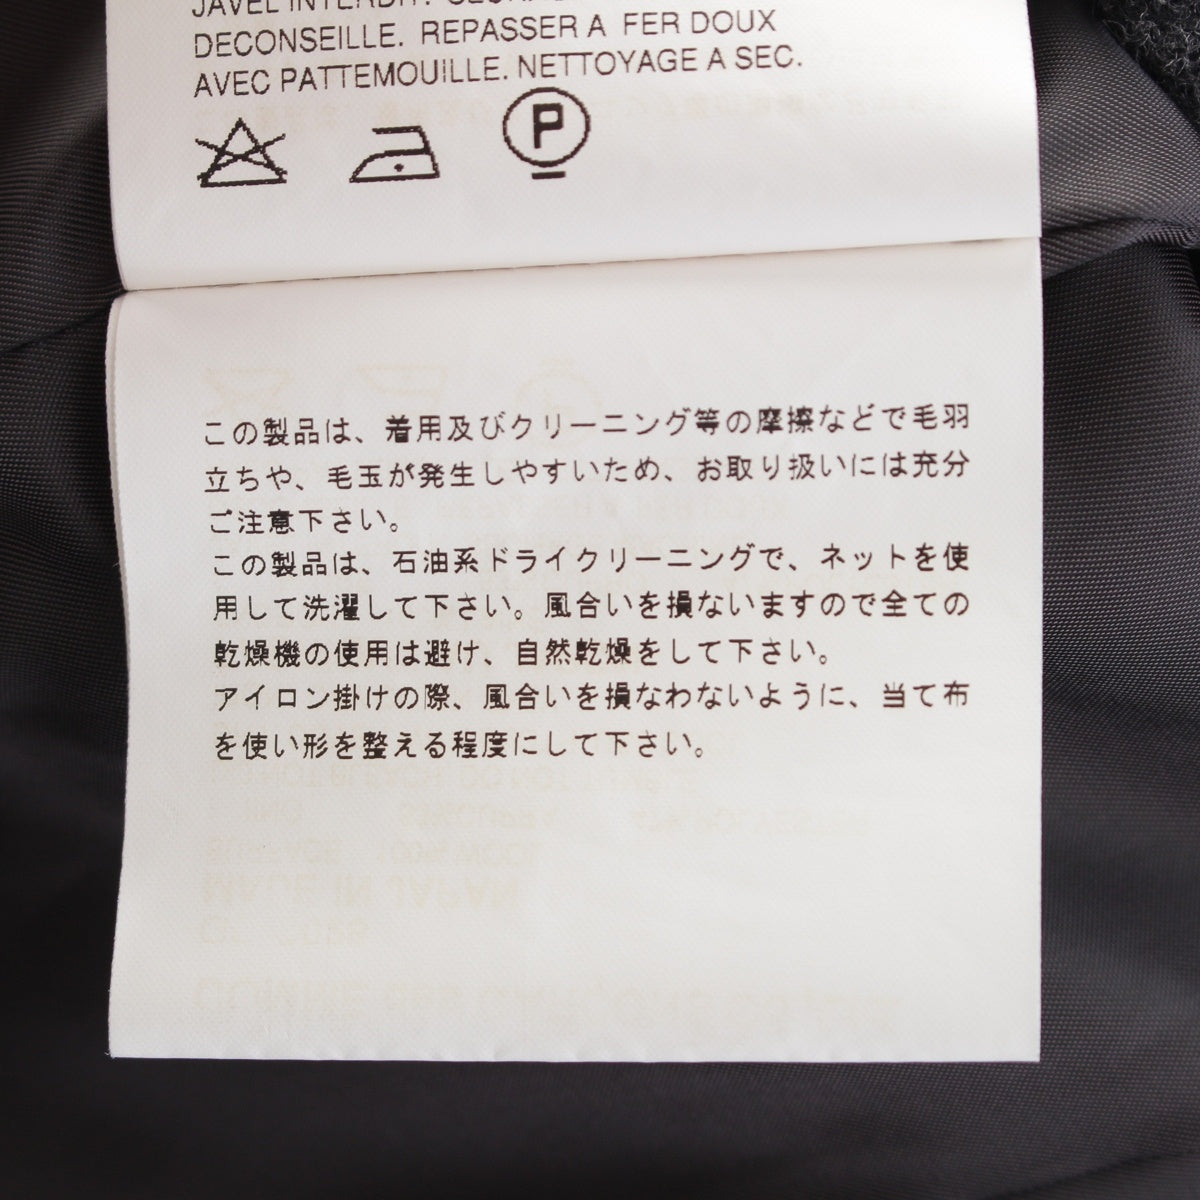 JAVEL INTERDIT.
DECONSEILLE. REPASSER A FER DOUX
AVEC PATTEMOUILLE. NETTOYAGE A SEC.
P
この製品は、着用及びクリーニング等の摩擦などで毛羽
立ちや、毛玉が発生しやすいため、お取り扱いには充分
ご注意下さい。
この製品は、石油系ドライクリーニングで、ネットを使
用して洗濯して下さい。風合いを損ないますので全ての
乾燥機の使用は避け、自然乾燥をして下さい。
アイロン掛けの際、風合いを損なわないように、当て布
を使い形を整える程度にして下さい。